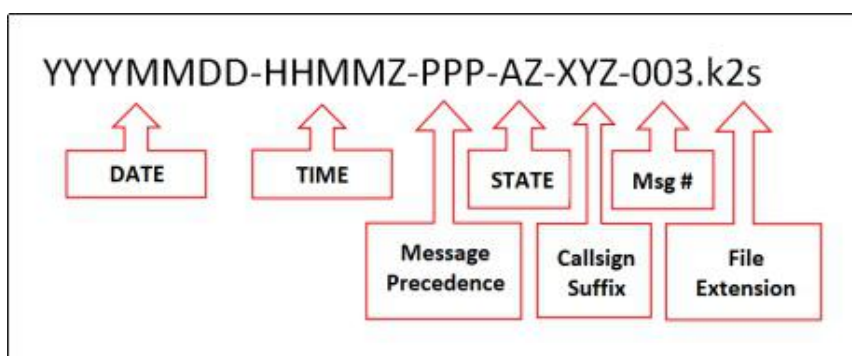 YYYYMMDD-HHMMZ-PPP-AZ-XYZ-003.k2s
DATE
TIME
STATE
Msg #
Message
Precedence
Callsign
Suffix
File
Extension